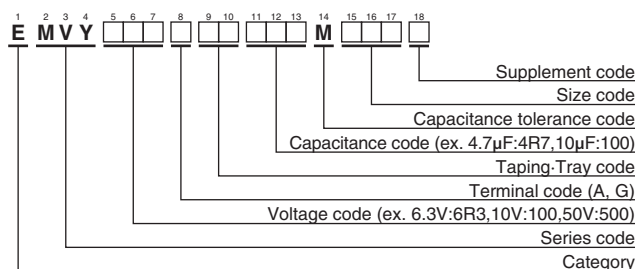 1 2 3 4 5 6 7 8 9 10 11 12 13 14 15 16 17 18
E M V Y M
Supplement code
Size code
Capacitance tolerance code
Capacitance code (ex. 4.7μF:4R7,10μF:100)
Taping·Tray code
Terminal code (A, G)
Voltage code (ex. 6.3V:6R3,10V:100,50V:500)
Series code
Category